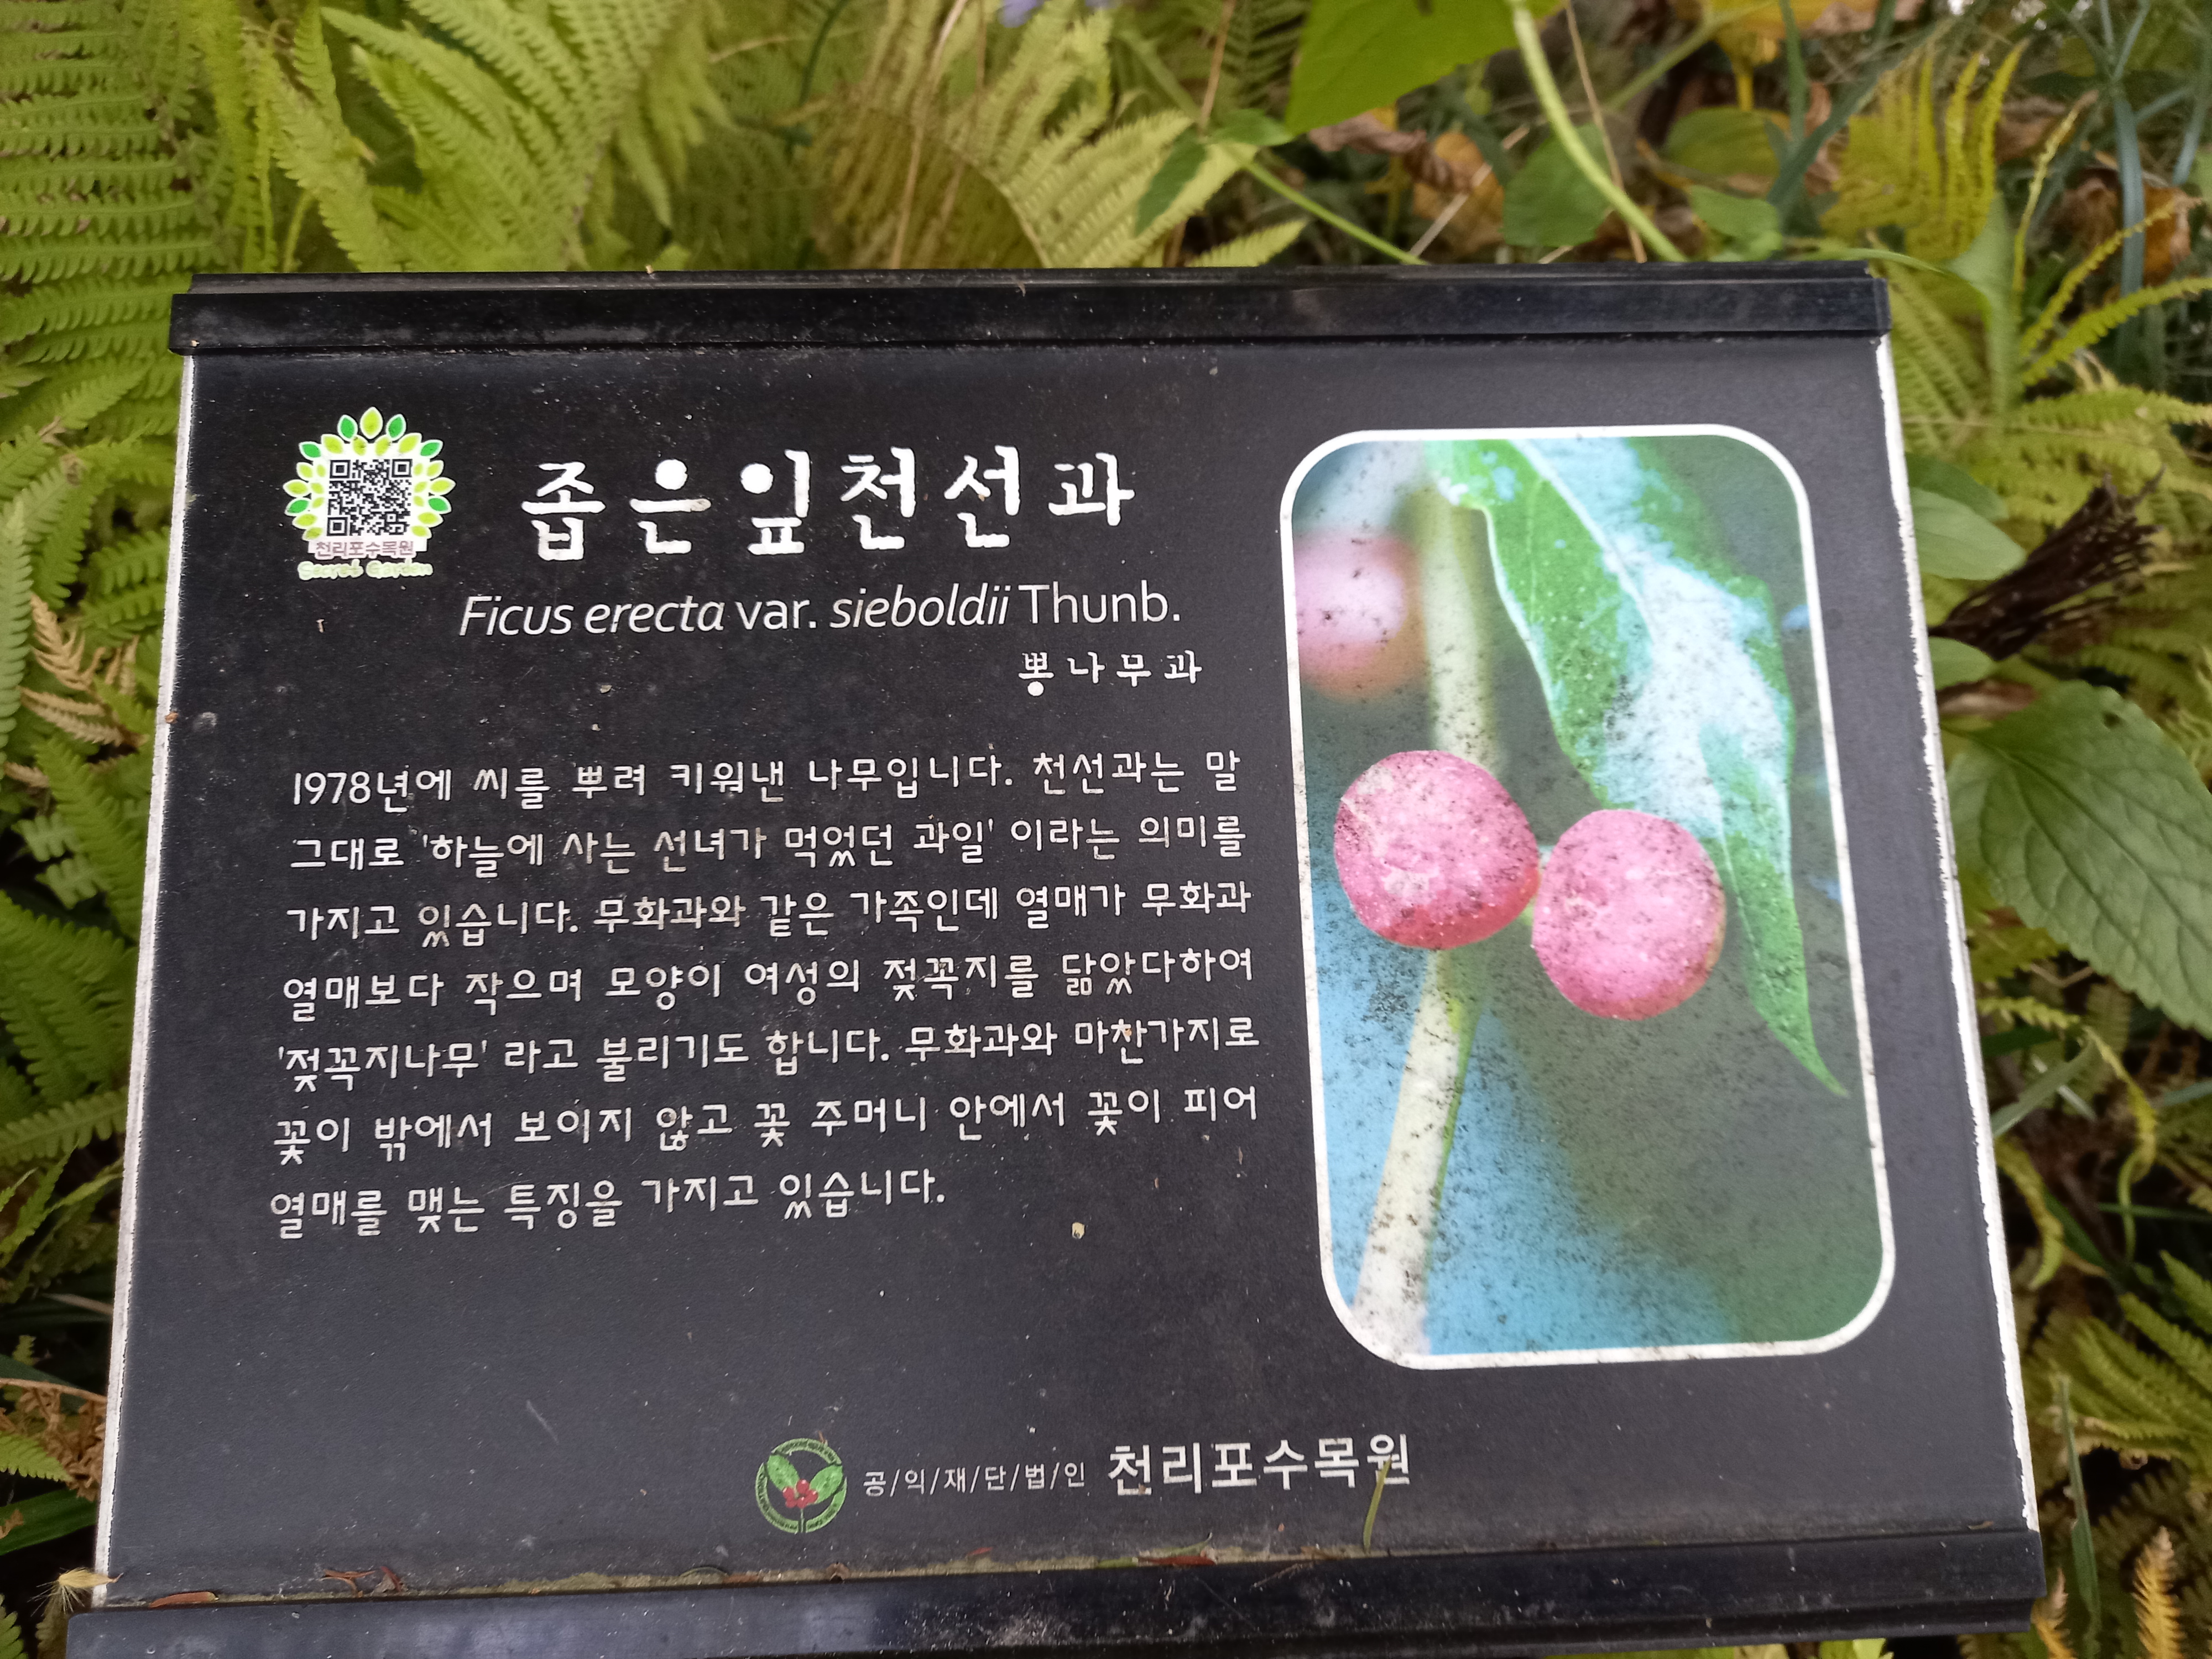 천리포수목원
Secret Garden
좁은잎천선과
Ficus erecta var. sieboldii Thunb.
뽕나무과
1978년에 씨를 뿌려 키워낸 나무입니다. 천선과는 말
그대로 '하늘에 사는 선녀가 먹었던 과일' 이라는 의미를
가지고 있습니다. 무화과와 같은 가족인데 열매가 무화과
열매보다 작으며 모양이 여성의 젖꼭지를 닮았다하여
'젖꼭지나무' 라고 불리기도 합니다. 무화과와 마찬가지로
꽃이 밖에서 보이지 않고 꽃 주머니 안에서 꽃이 피어
열매를 맺는 특징을 가지고 있습니다.
공/익/재/단/법/인 천리포수목원